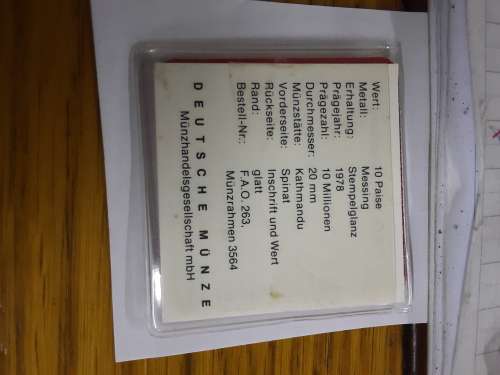 Wert: 10 Paise
Metall: Messing
Erhaltung: Stempelglanz
Prägejahr: 1978
Prägezahl: 10 Millionen
Durchmesser: 20 mm
Münzstätte: Kathmandu
Vorderseite: Spinat
Rückseite: Inschrift und Wert
Rand: glatt
Bestell-Nr.: F.A.O. 263,
Münzrahmen 3564
DEUTSCHE MÜNZE
Münzhandelsgesellschaft mbH